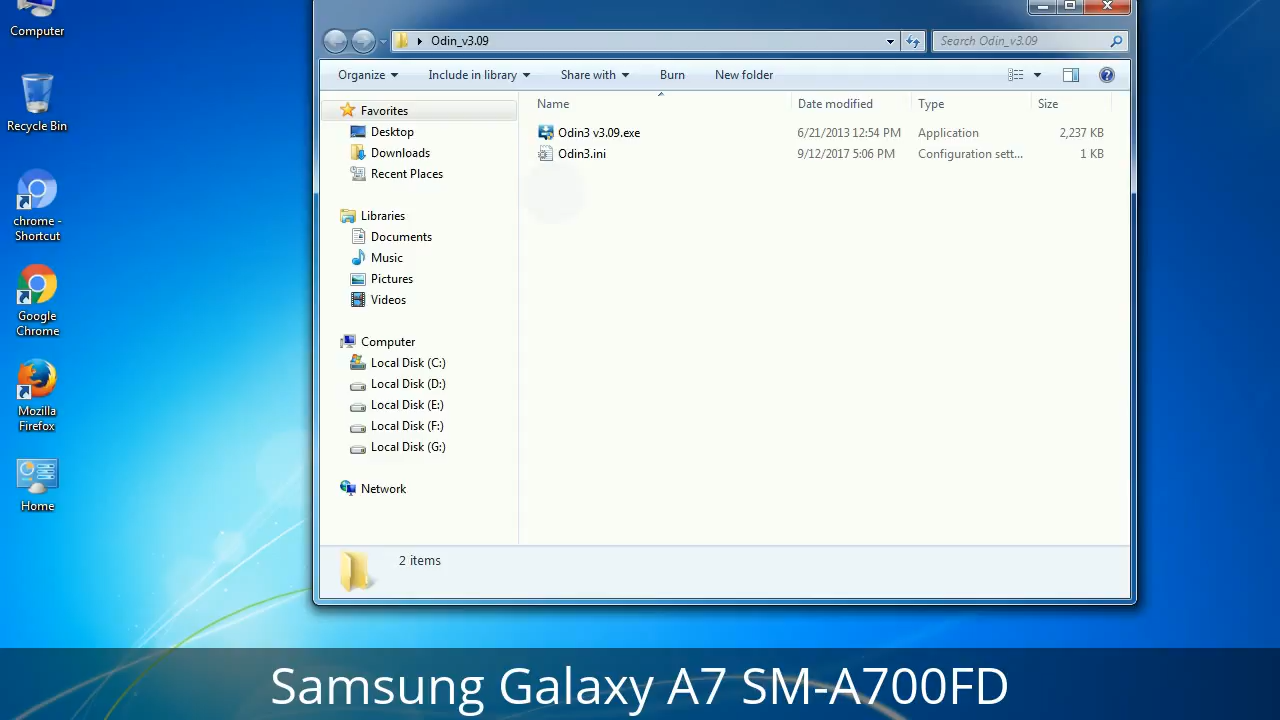 Computer
Recycle Bin
chrome -
Shortcut
Google
Chrome
Mozilla
Firefox
Home
Odin_v3.09
Search Odin_v3.09
Organize
Include in library
Share with
Burn
New folder
Favorites
Desktop
Downloads
Recent Places
Libraries
Documents
Music
Pictures
Videos
Computer
Local Disk (C:)
Local Disk (D:)
Local Disk (E:)
Local Disk (F:)
Local Disk (G:)
Network
Name Date modified Type Size
Odin3 v3.09.exe 6/21/2013 12:54 PM Application 2,237 KB
Odin3.ini 9/12/2017 5:06 PM Configuration sett... 1 KB
2 items
Samsung Galaxy A7 SM-A700FD